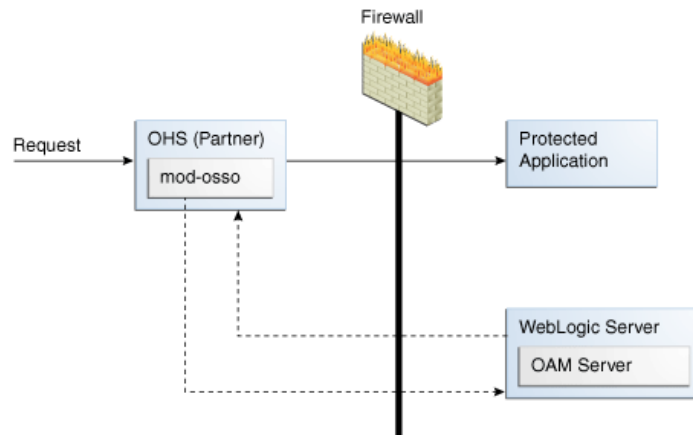 Firewall
Request
OHS (Partner)
mod-osso
Protected
Application
WebLogic Server
OAM Server